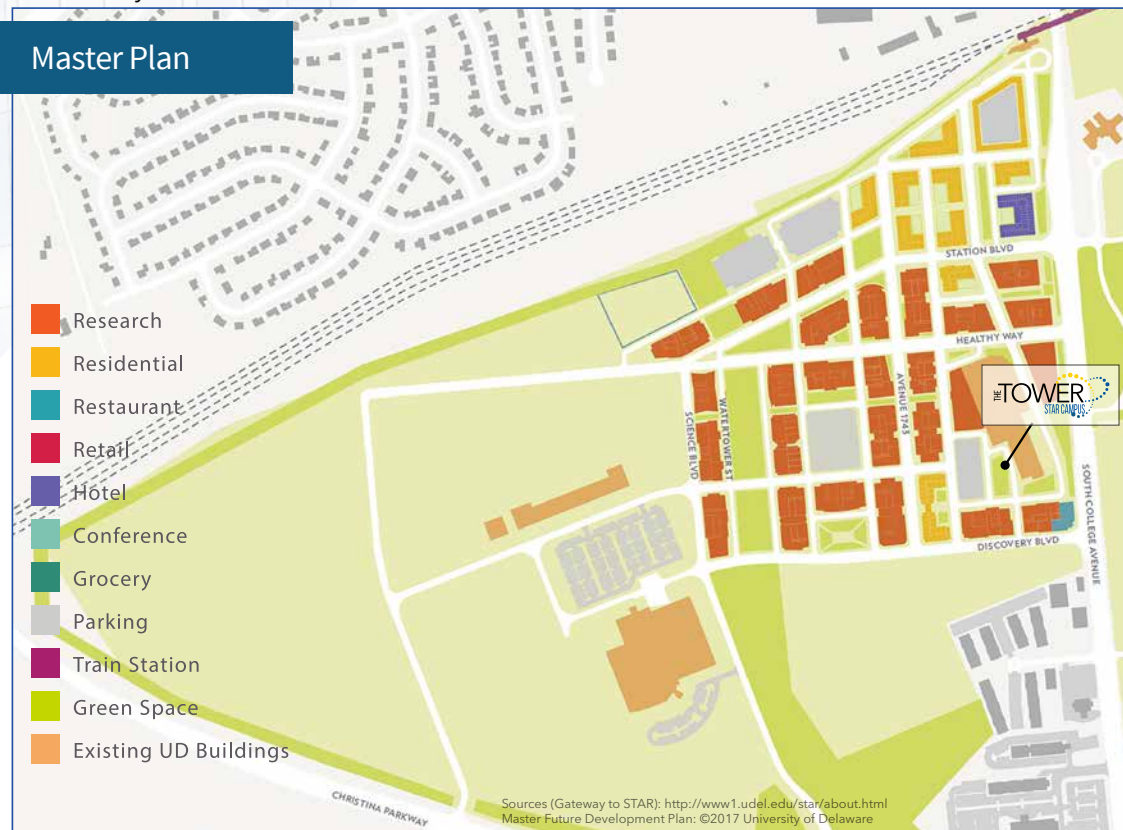 Master Plan
Research
Residential
Restaurant
Retail
Hotel
Conference
Grocery
Parking
Train Station
Green Space
Existing UD Buildings
STATION BLVD
HEALTHY WAY
AVENUE 1743
SCIENCE BLVD
WATERTOWER ST
THE TOWER
STAR CAMPUS
SOUTH COLLEGE AVENUE
DISCOVERY BLVD
CHRISTINA PARKWAY
Sources (Gateway to STAR): http://www1.udel.edu/star/about.html
Master Future Development Plan: ©2017 University of Delaware